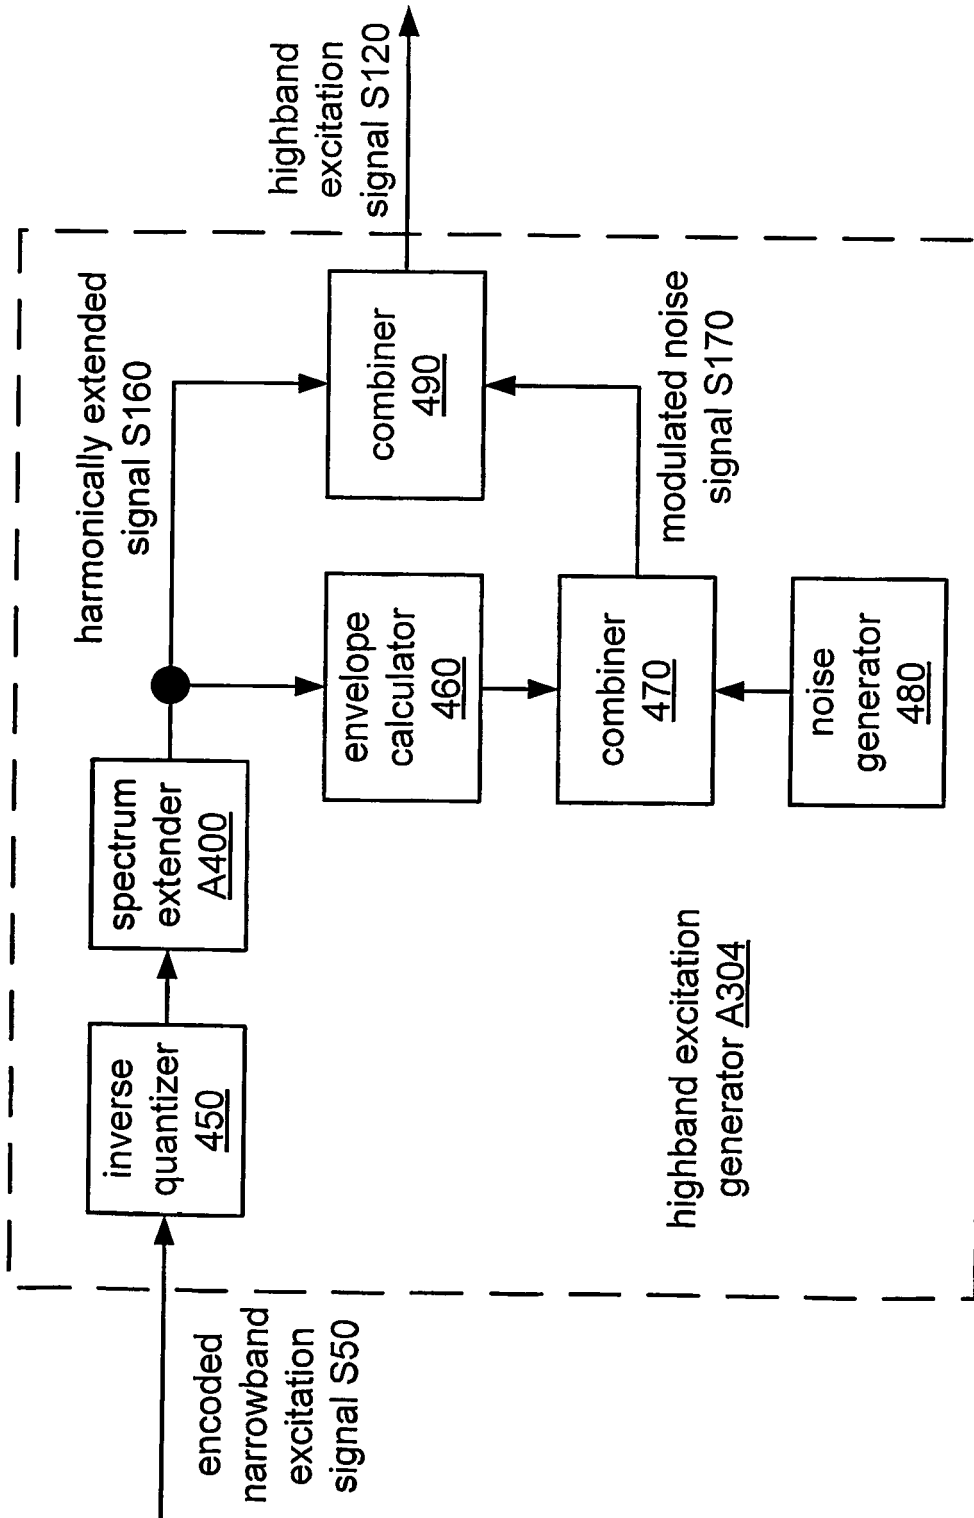 encoded
narrowband
excitation
signal S50
inverse
quantizer
450
spectrum
extender
A400
harmonically extended
signal S160
highband
excitation
signal S120
combiner
490
envelope
calculator
460
combiner
470
modulated noise
signal S170
noise
generator
480
highband excitation
generator A304